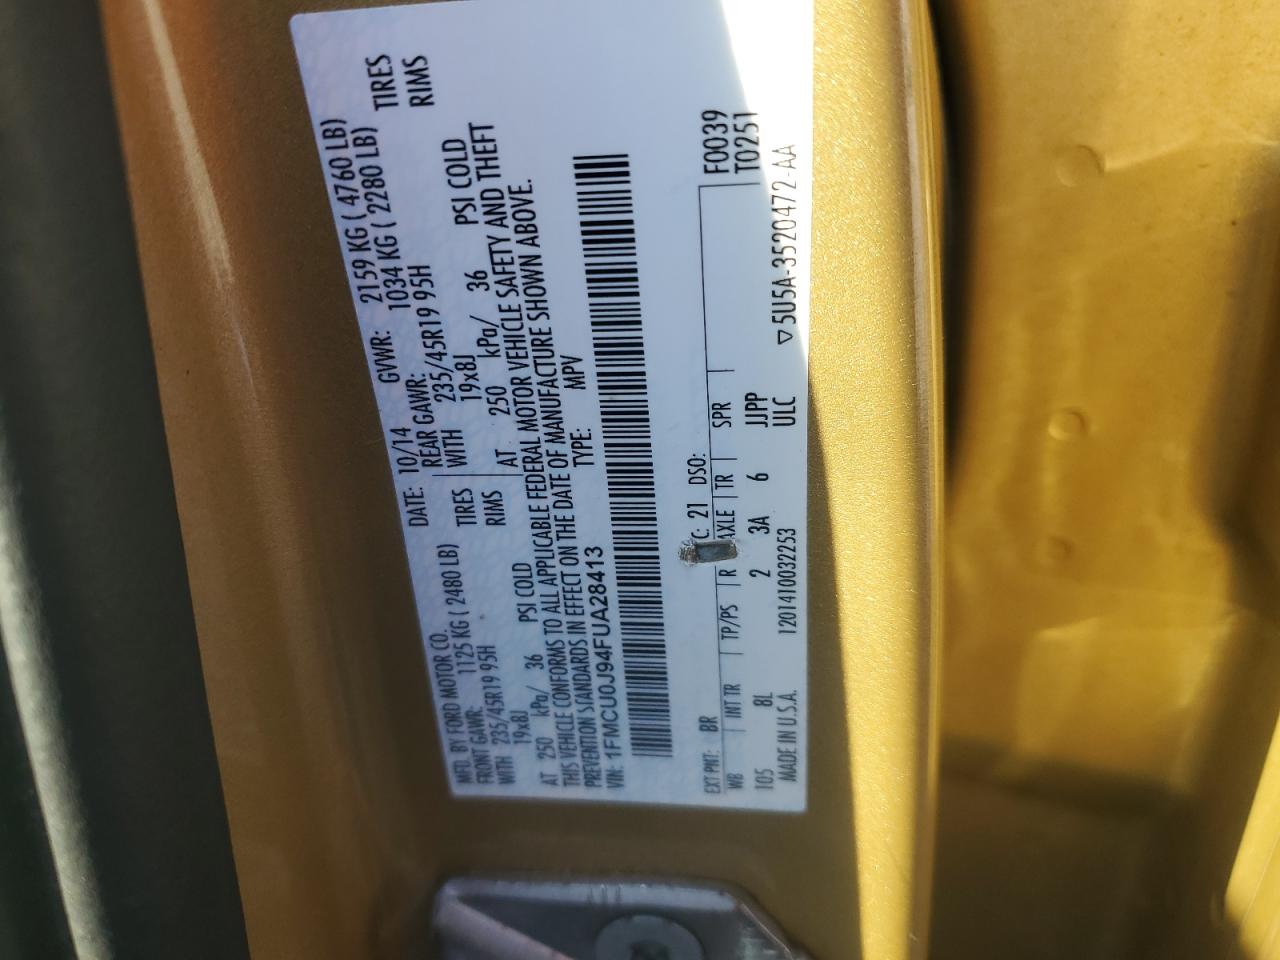 MFD. BY FORD MOTOR CO.
DATE: 10/14 GVWR: 2159 KG ( 4760 LB)
FRONT GAWR: 1125 KG ( 2480 LB) REAR GAWR: 1034 KG ( 2280 LB)
WITH 235/45R19 95H TIRES WITH 235/45R19 95H TIRES
19x8J RIMS 19x8J RIMS
AT 250 kPa/ 36 PSI COLD AT 250 kPa/ 36 PSI COLD
THIS VEHICLE CONFORMS TO ALL APPLICABLE FEDERAL MOTOR VEHICLE SAFETY AND THEFT
PREVENTION STANDARDS IN EFFECT ON THE DATE OF MANUFACTURE SHOWN ABOVE.
VIN: 1FMCU0J94FUA28413 TYPE: MPV
F0039
T0251
EXT PNT: BR C: 21 DSO:
WB INT TR TP/PS R AXLE TR SPR
105 8L 2 3A 6 JJPP
ULC
MADE IN U.S.A. 1201410032253
▽ 5U5A-3520472-AA